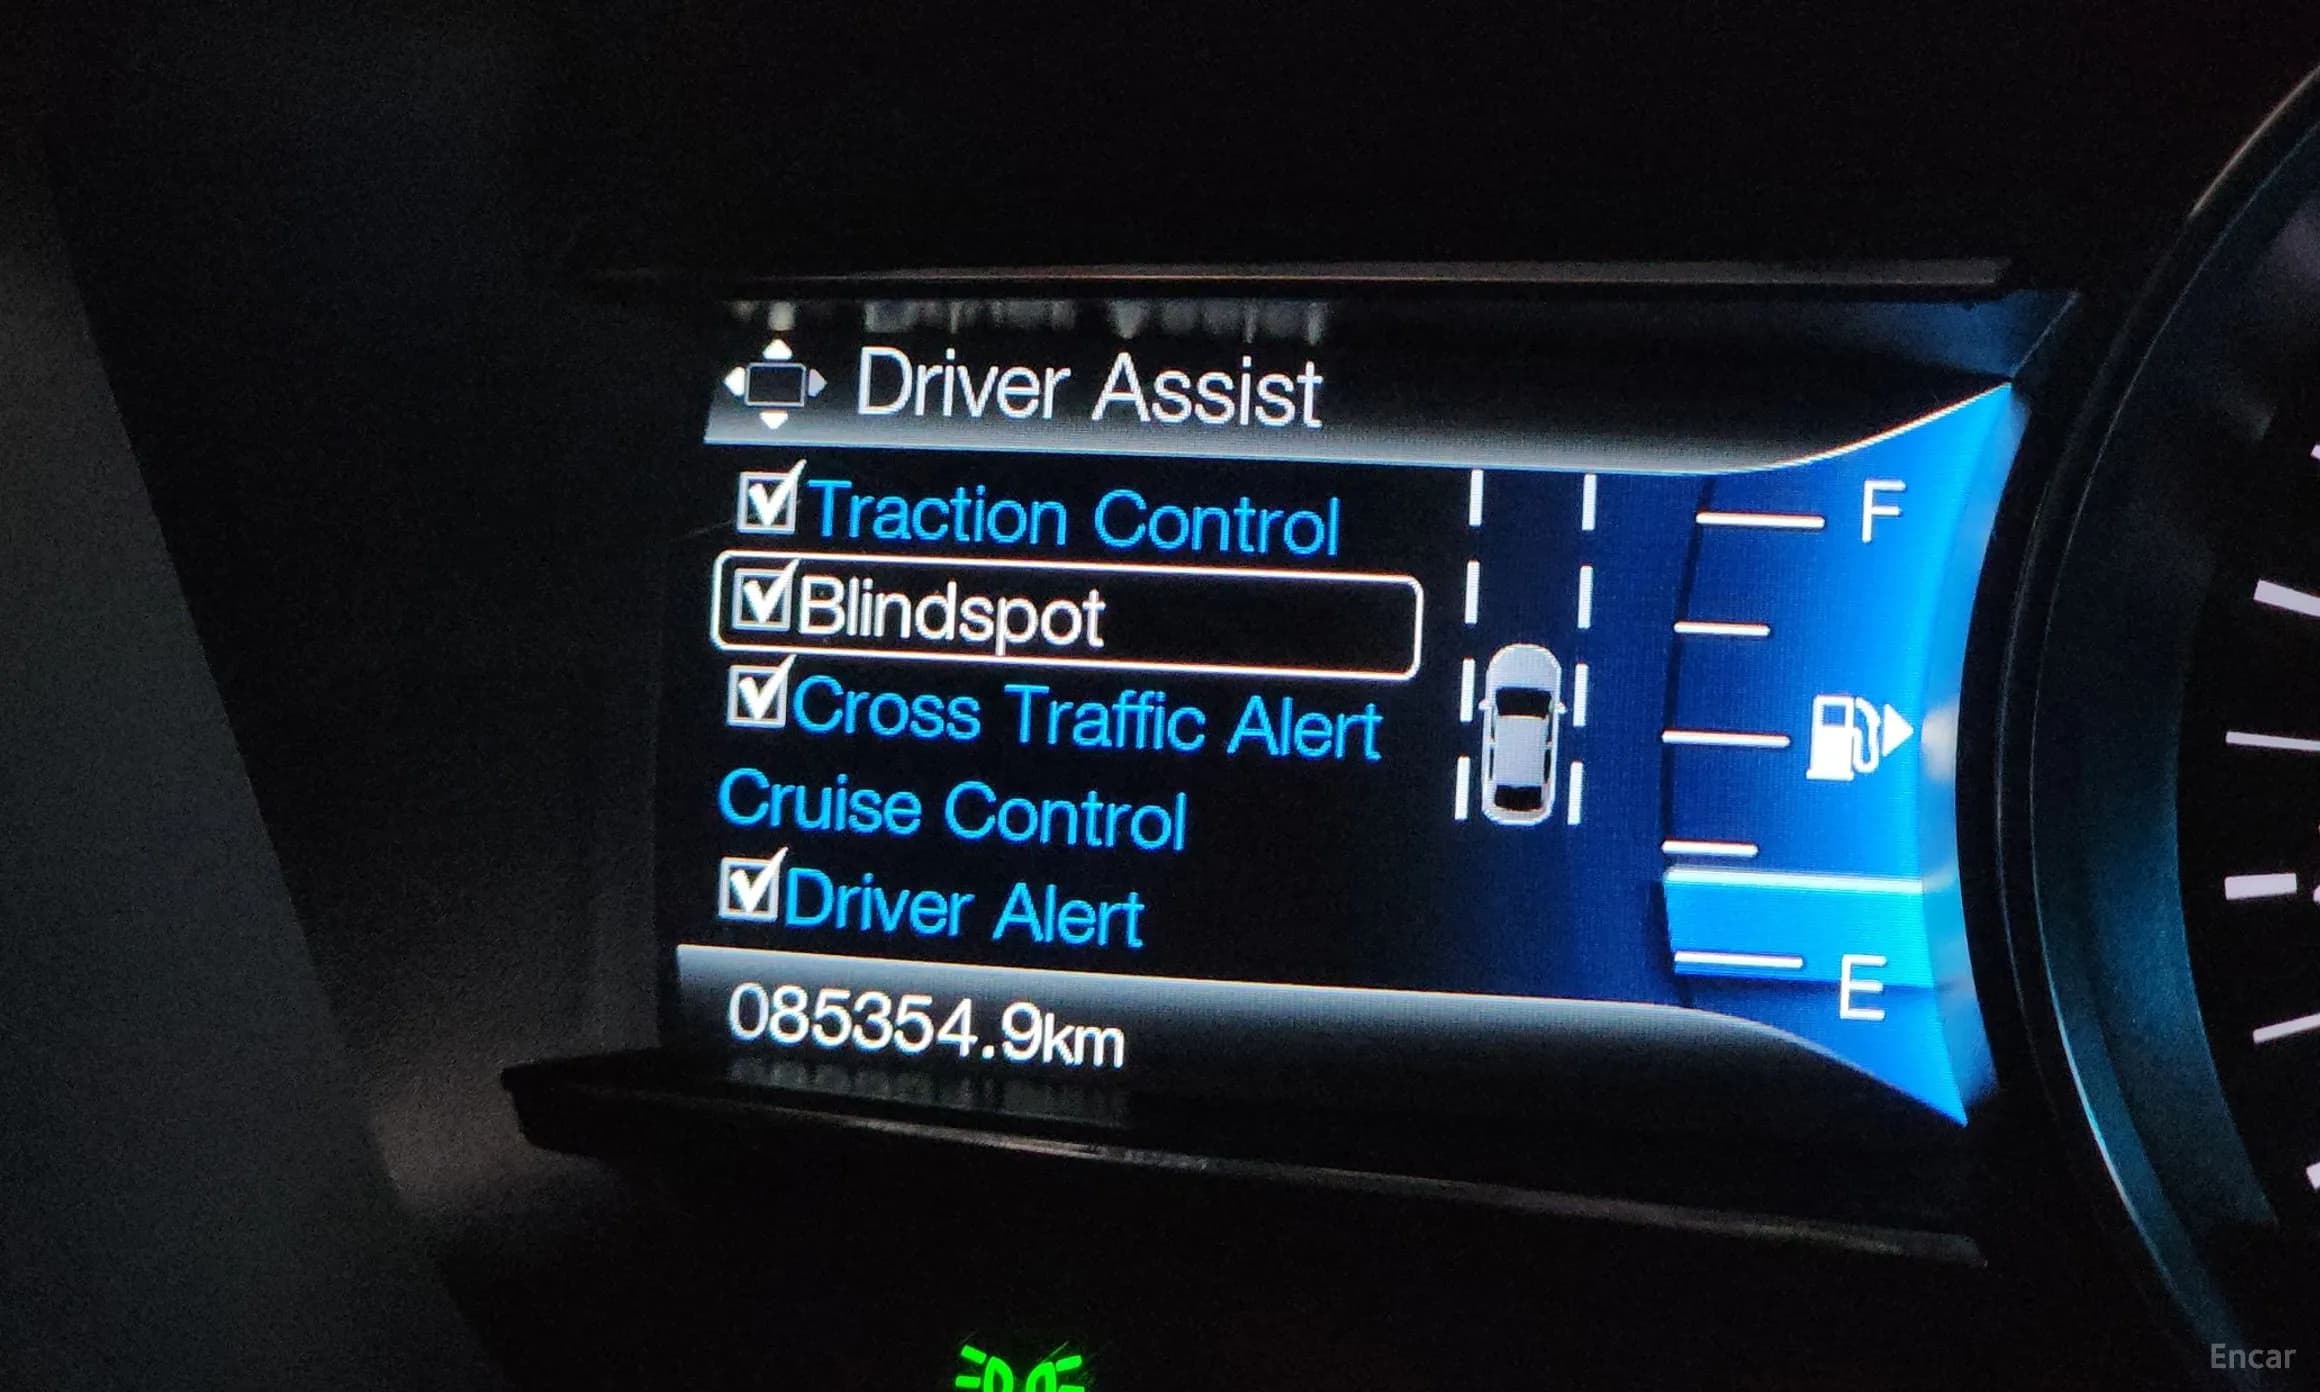 Driver Assist
Traction Control
Blindspot
Cross Traffic Alert
Cruise Control
Driver Alert
085354.9km
F
E
Encar